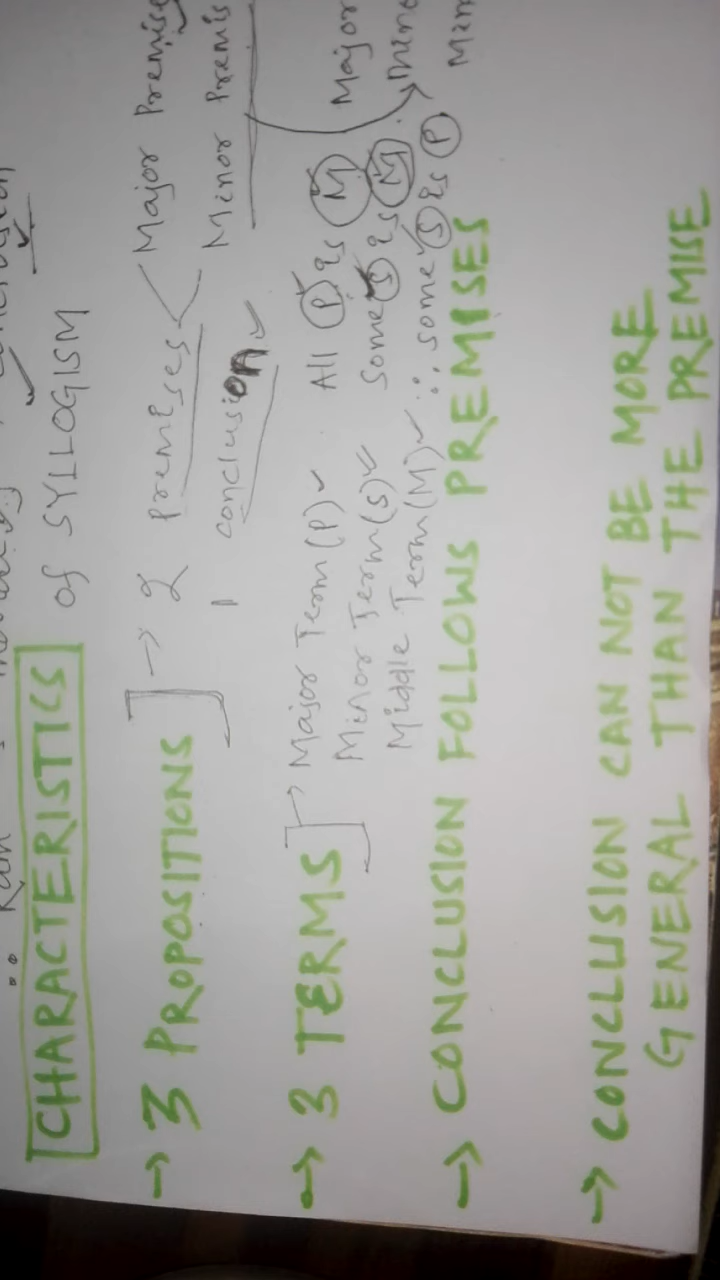 ∴ Ram
CHARACTERISTICS of SYLLOGISM
→ 3 PROPOSITIONS ] → 2 Premises < Major Premise
Minor Premis
1 conclusion
→ 3 TERMS ] → Major Term (P) All P is M Major
Minor Term (S) Some S is M
Middle Term (M) ∴ some S is P
→ CONCLUSION FOLLOWS PREMISES
→ CONCLUSION CAN NOT BE MORE
GENERAL THAN THE PREMISE